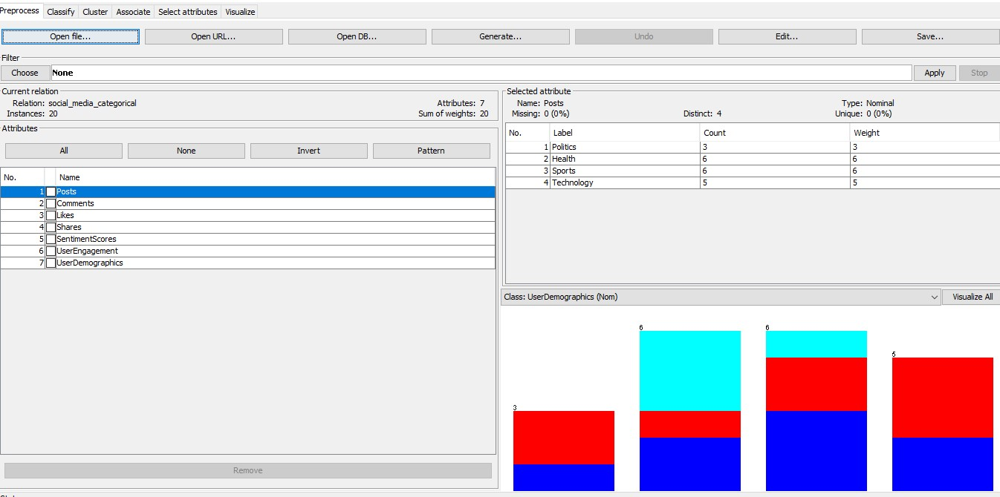 Preprocess Classify Cluster Associate Select attributes Visualize
Open file... Open URL... Open DB... Generate... Undo Edit... Save...
Filter
Choose None Apply Stop
Current relation
Relation: social_media_categorical Attributes: 7
Instances: 20 Sum of weights: 20
Attributes
All None Invert Pattern
No. Name
1 Posts
2 Comments
3 Likes
4 Shares
5 SentimentScores
6 UserEngagement
7 UserDemographics
Remove
Selected attribute
Name: Posts Type: Nominal
Missing: 0 (0%) Distinct: 4 Unique: 0 (0%)
No. Label Count Weight
1 Politics 3 3
2 Health 6 6
3 Sports 6 6
4 Technology 5 5
Class: UserDemographics (Nom) Visualize All
3 6 6 5